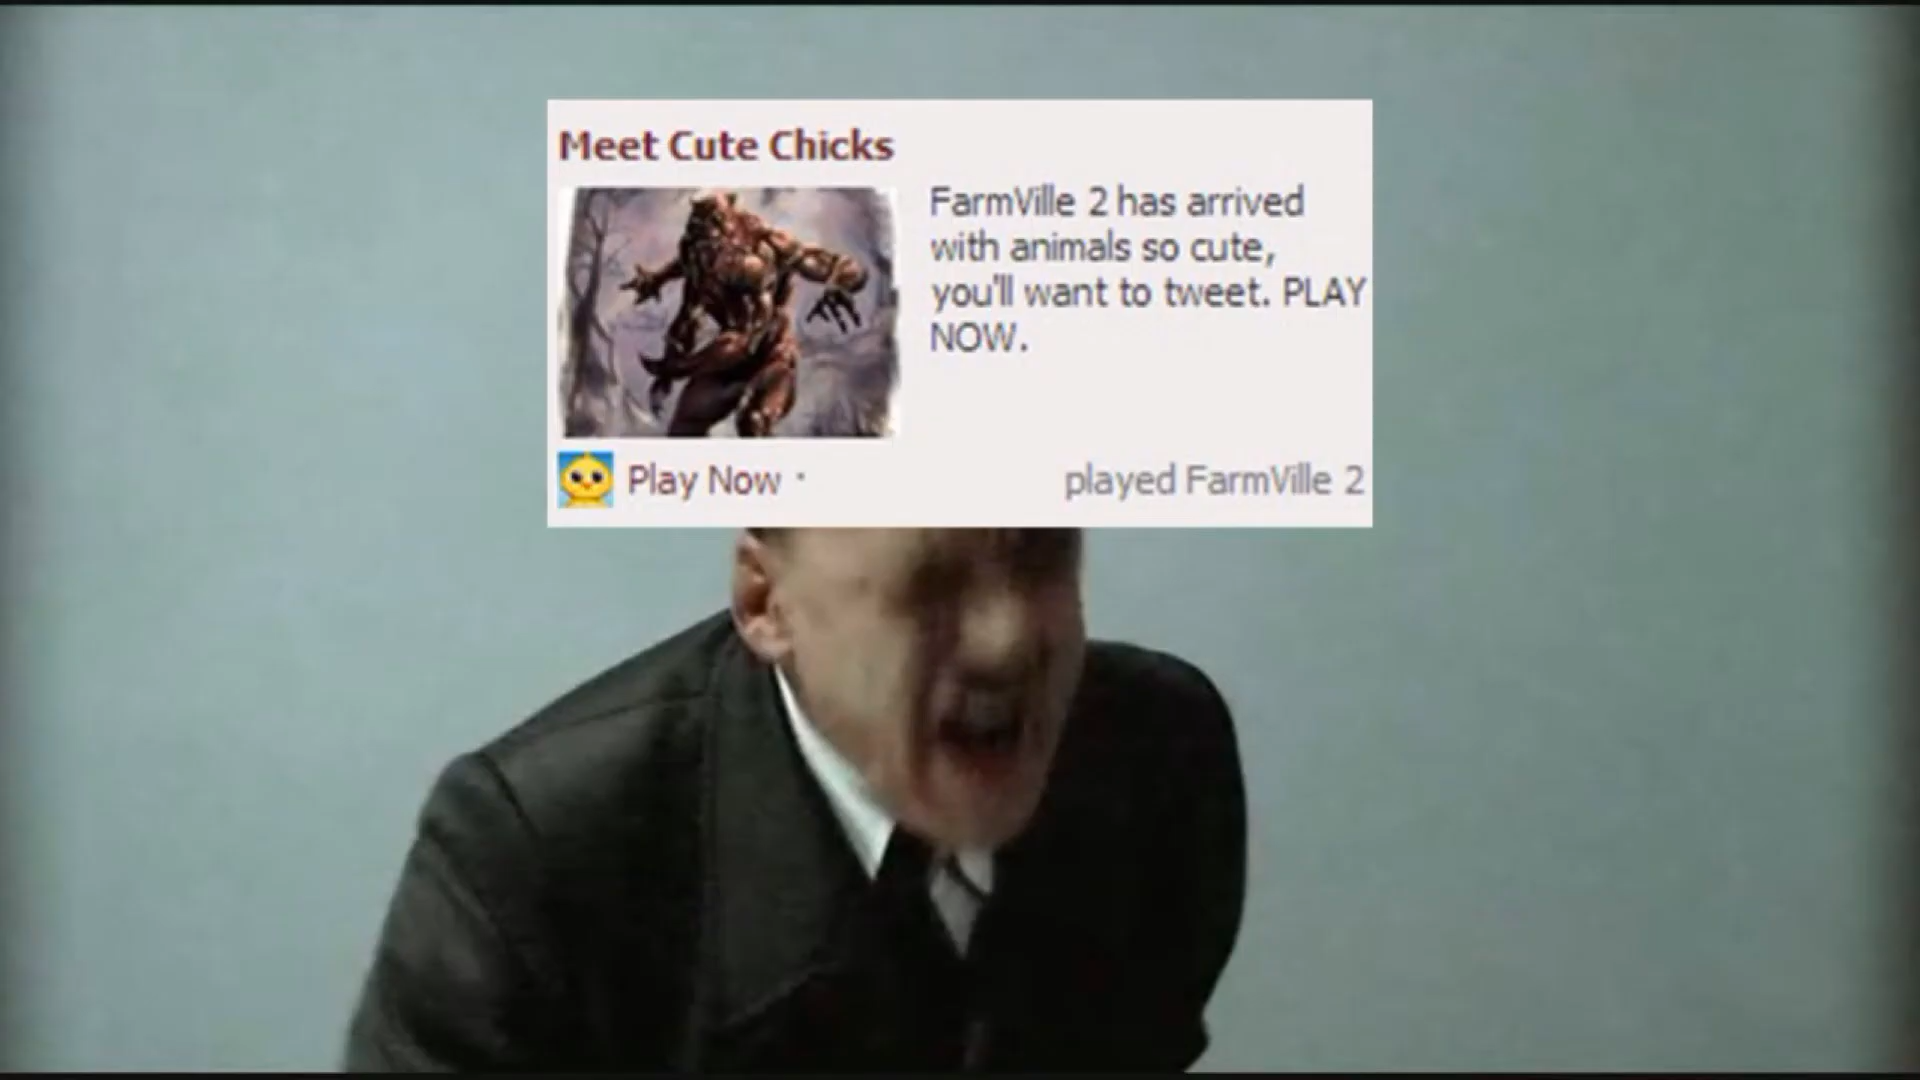 Meet Cute Chicks
FarmVille 2 has arrived
with animals so cute,
you'll want to tweet. PLAY
NOW.
Play Now ·
played FarmVille 2